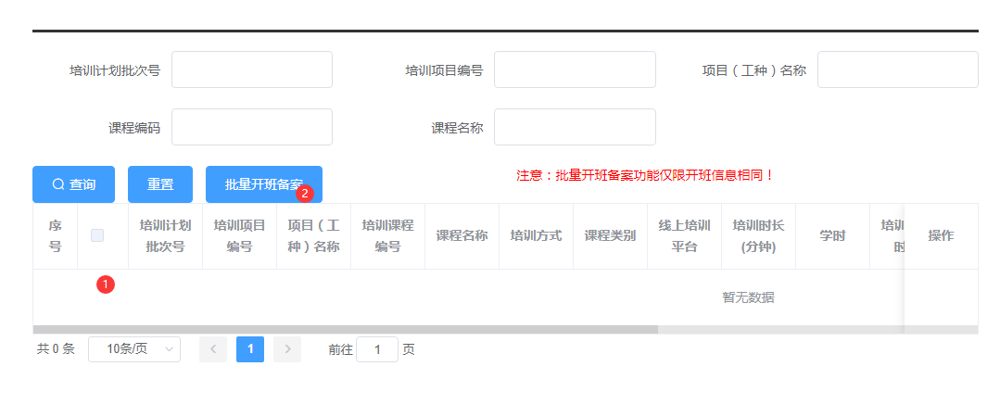 培训计划批次号 培训项目编号 项目（工种）名称
课程编码 课程名称
查询 重置 批量开班备案 2 注意：批量开班备案功能仅限开班信息相同！
序号 培训计划批次号 培训项目编号 项目（工种）名称 培训课程编号 课程名称 培训方式 课程类别 线上培训平台 培训时长(分钟) 学时 培训 操作
1
暂无数据
共 0 条 10条/页 1 前往 1 页